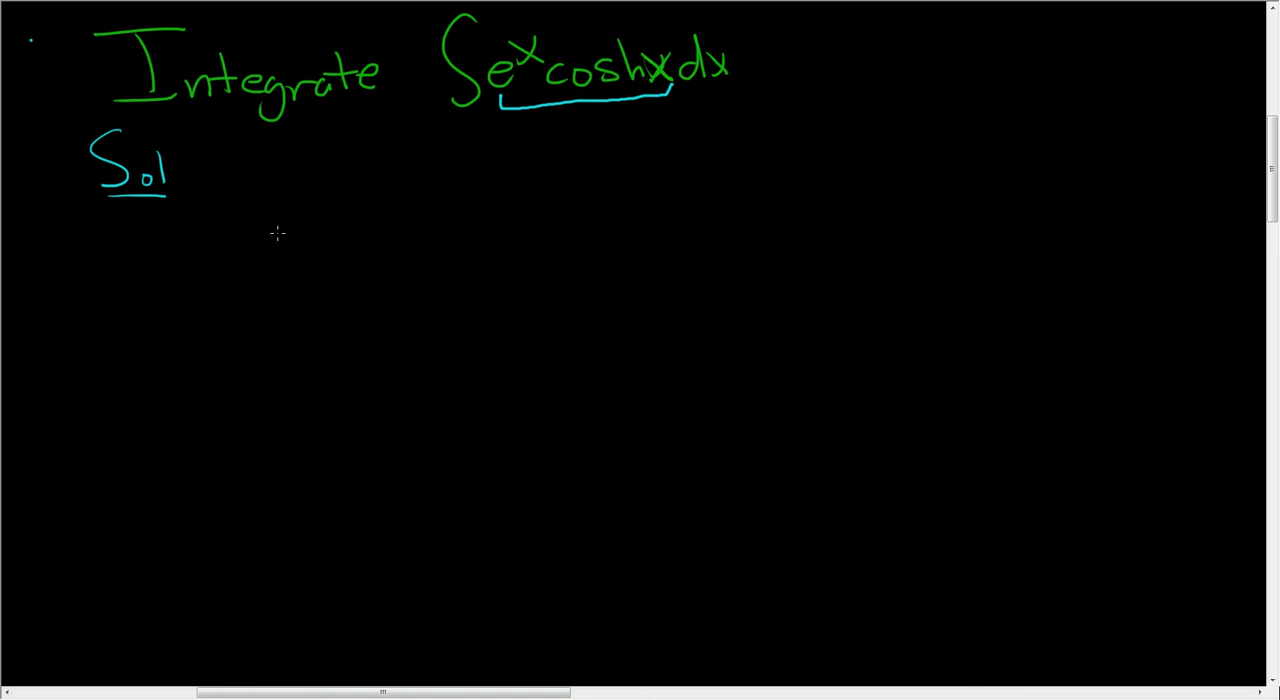 Integrate ∫e^x coshx dx
Sol